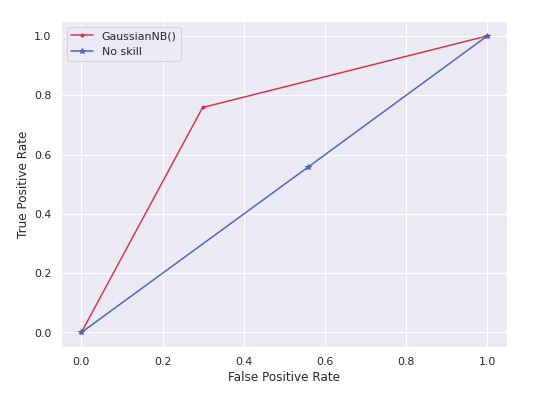 GaussianNB()
No skill
1.0
0.8
0.6
0.4
0.2
0.0
True Positive Rate
0.0 0.2 0.4 0.6 0.8 1.0
False Positive Rate